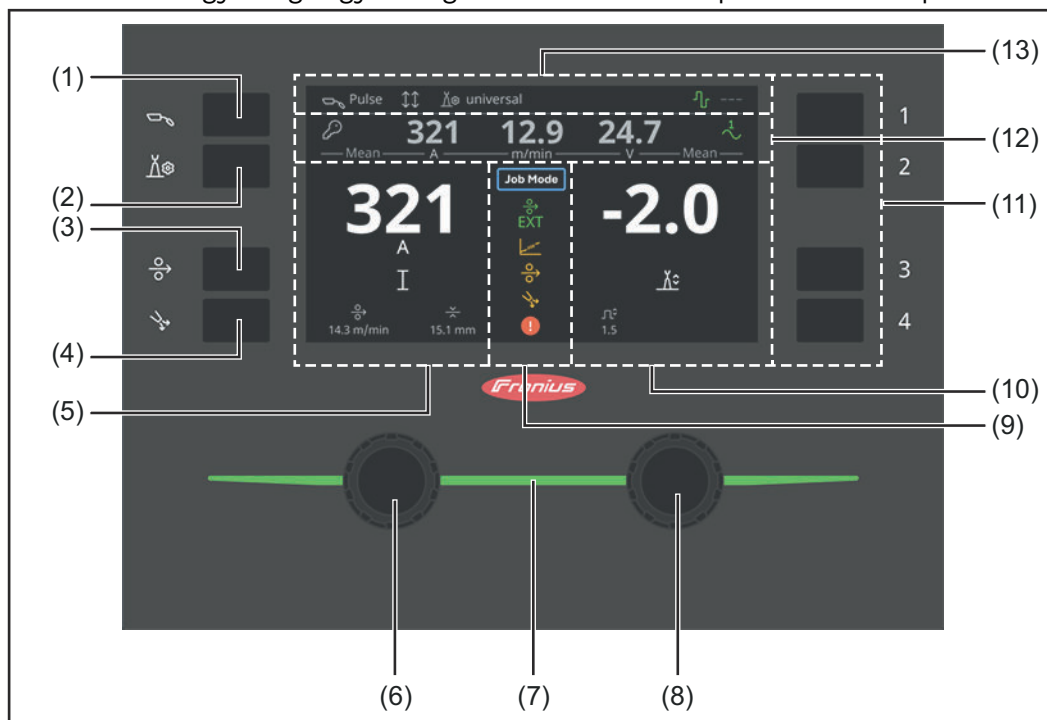 (13)
(1)
Pulse universal ---
1
(12)
321 12.9 24.7
Mean A m/min V Mean
2
(2)
Job Mode
(11)
321 -2.0
(3)
EXT
A
3
I
4
(4)
14.3 m/min 15.1 mm ! 1.5
(5)
Fronius
(10)
(9)
(6) (7) (8)